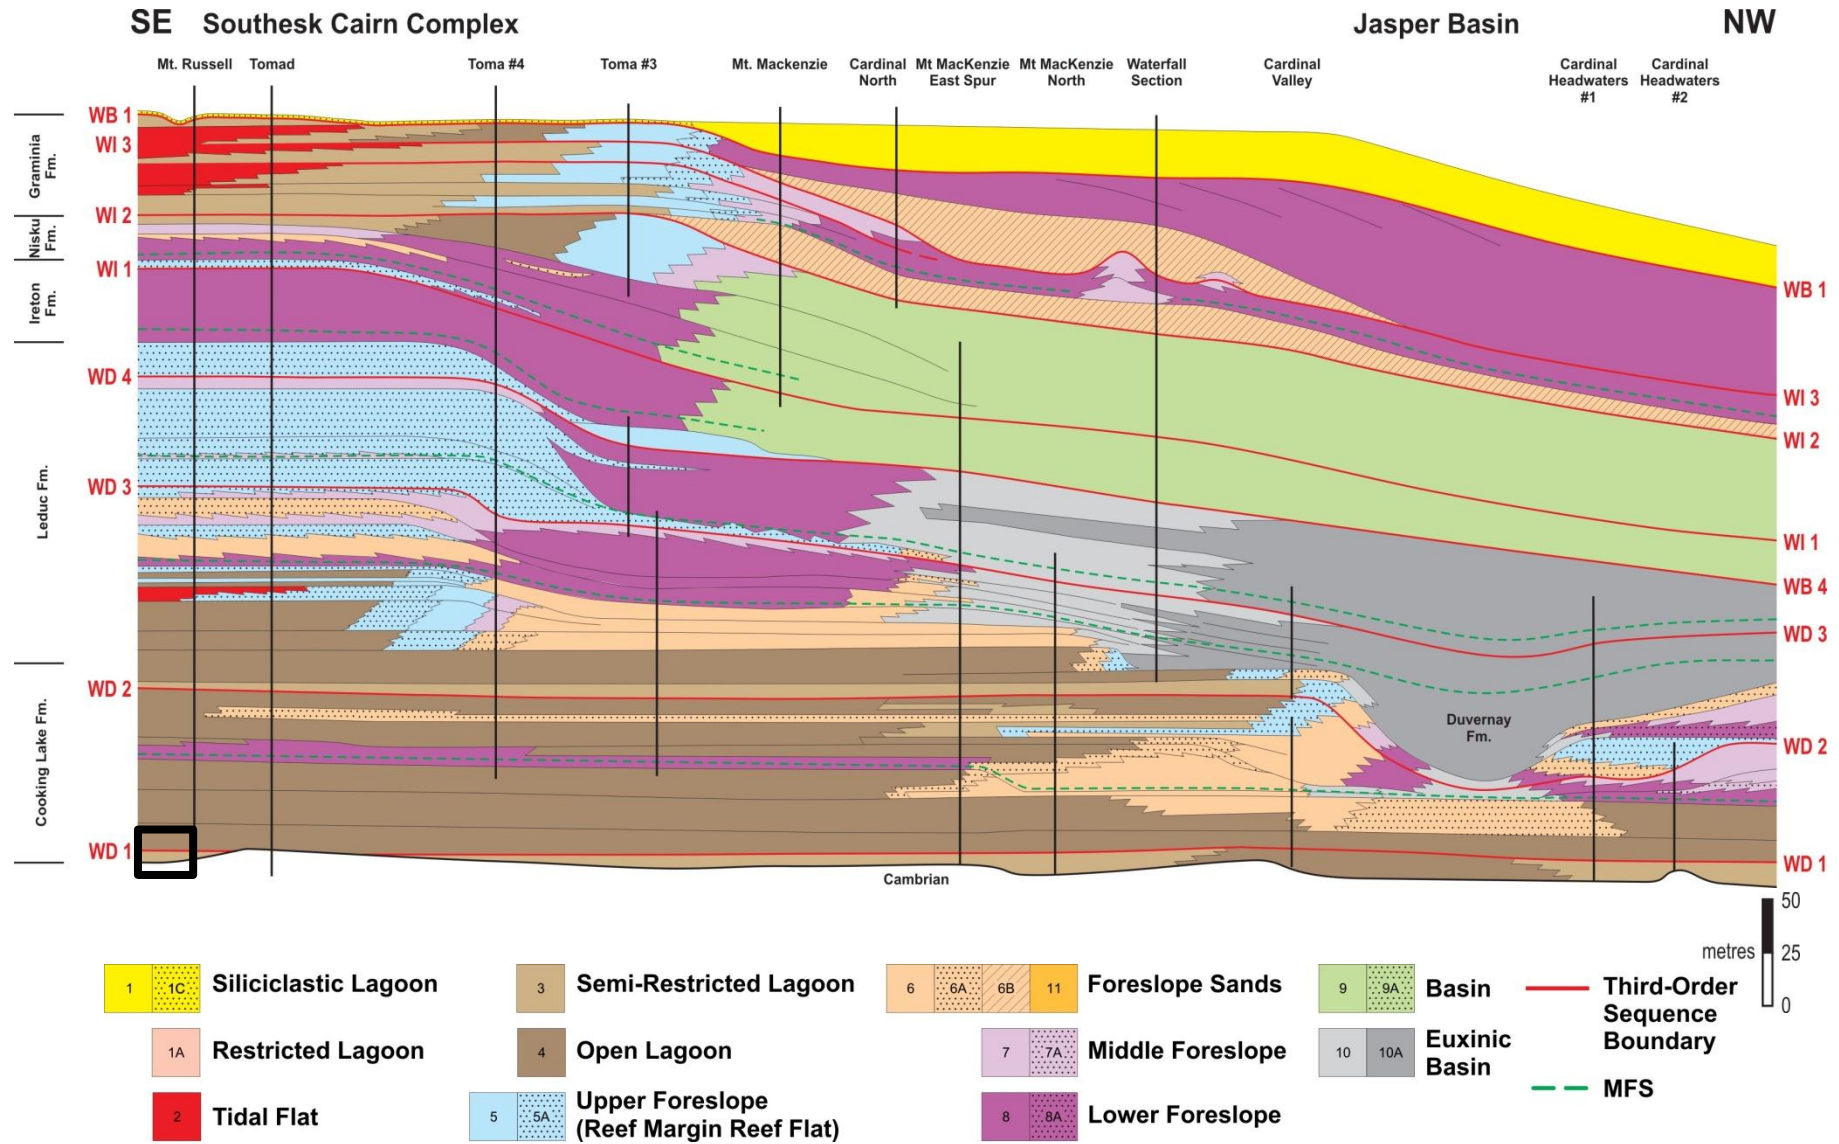 SE Southesk Cairn Complex Jasper Basin NW
Mt. Russell Tomad Toma #4 Toma #3 Mt. Mackenzie
Cardinal
North
Mt MacKenzie
East Spur
Mt MacKenzie
North
Waterfall
Section
Cardinal
Valley
Cardinal
Headwaters
#1
Cardinal
Headwaters
#2
Graminia
Fm.
Nisku
Fm.
Ireton
Fm.
Leduc Fm.
Cooking Lake Fm.
WB 1
WI 3
WI 2
WI 1
WD 4
WD 3
WD 2
WD 1
WB 1
WI 3
WI 2
WI 1
WB 4
WD 3
WD 2
WD 1
Duvernay
Fm.
Cambrian
50
metres 25
0
1 1C Siliciclastic Lagoon
1A Restricted Lagoon
2 Tidal Flat
3 Semi-Restricted Lagoon
4 Open Lagoon
5 5A Upper Foreslope
(Reef Margin Reef Flat)
6 6A 6B 11 Foreslope Sands
7 7A Middle Foreslope
8 8A Lower Foreslope
9 9A Basin
10 10A Euxinic
Basin
Third-Order
Sequence
Boundary
MFS